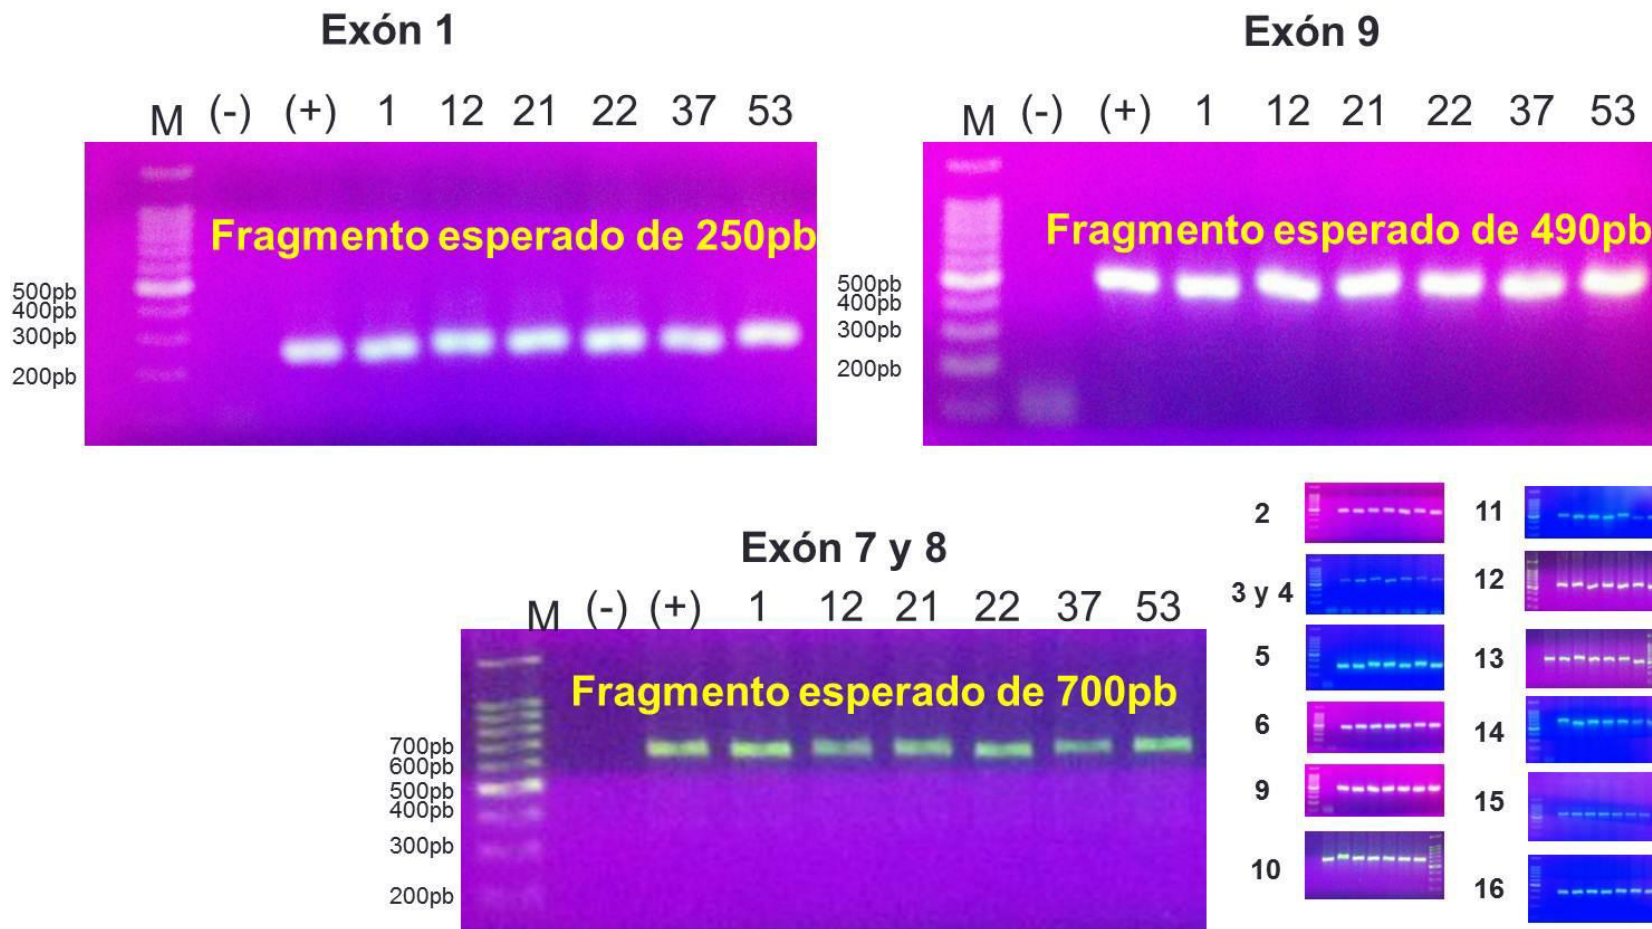 Exón 1
M (-) (+) 1 12 21 22 37 53
Fragmento esperado de 250pb
500pb
400pb
300pb
200pb
Exón 9
M (-) (+) 1 12 21 22 37 53
Fragmento esperado de 490pb
500pb
400pb
300pb
200pb
Exón 7 y 8
M (-) (+) 1 12 21 22 37 53
Fragmento esperado de 700pb
700pb
600pb
500pb
400pb
300pb
200pb
2
3 y 4
5
6
9
10
11
12
13
14
15
16